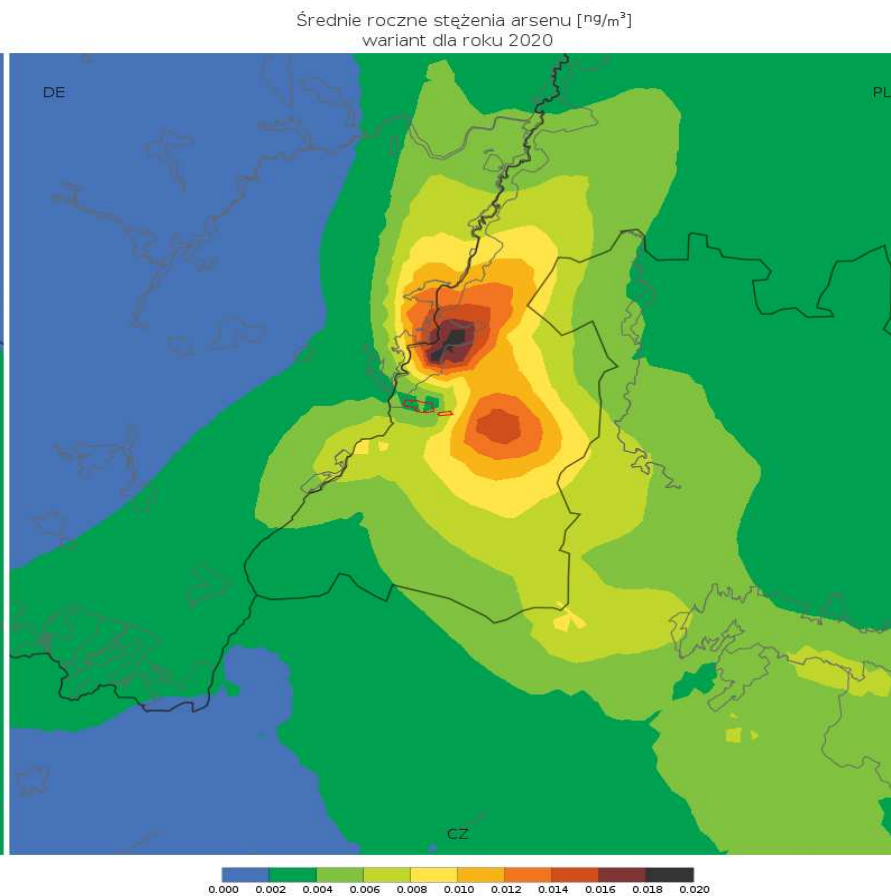 Średnie roczne stężenia arsenu [ng/m³]
wariant dla roku 2020
DE
PL
CZ
0.000 0.002 0.004 0.006 0.008 0.010 0.012 0.014 0.016 0.018 0.020